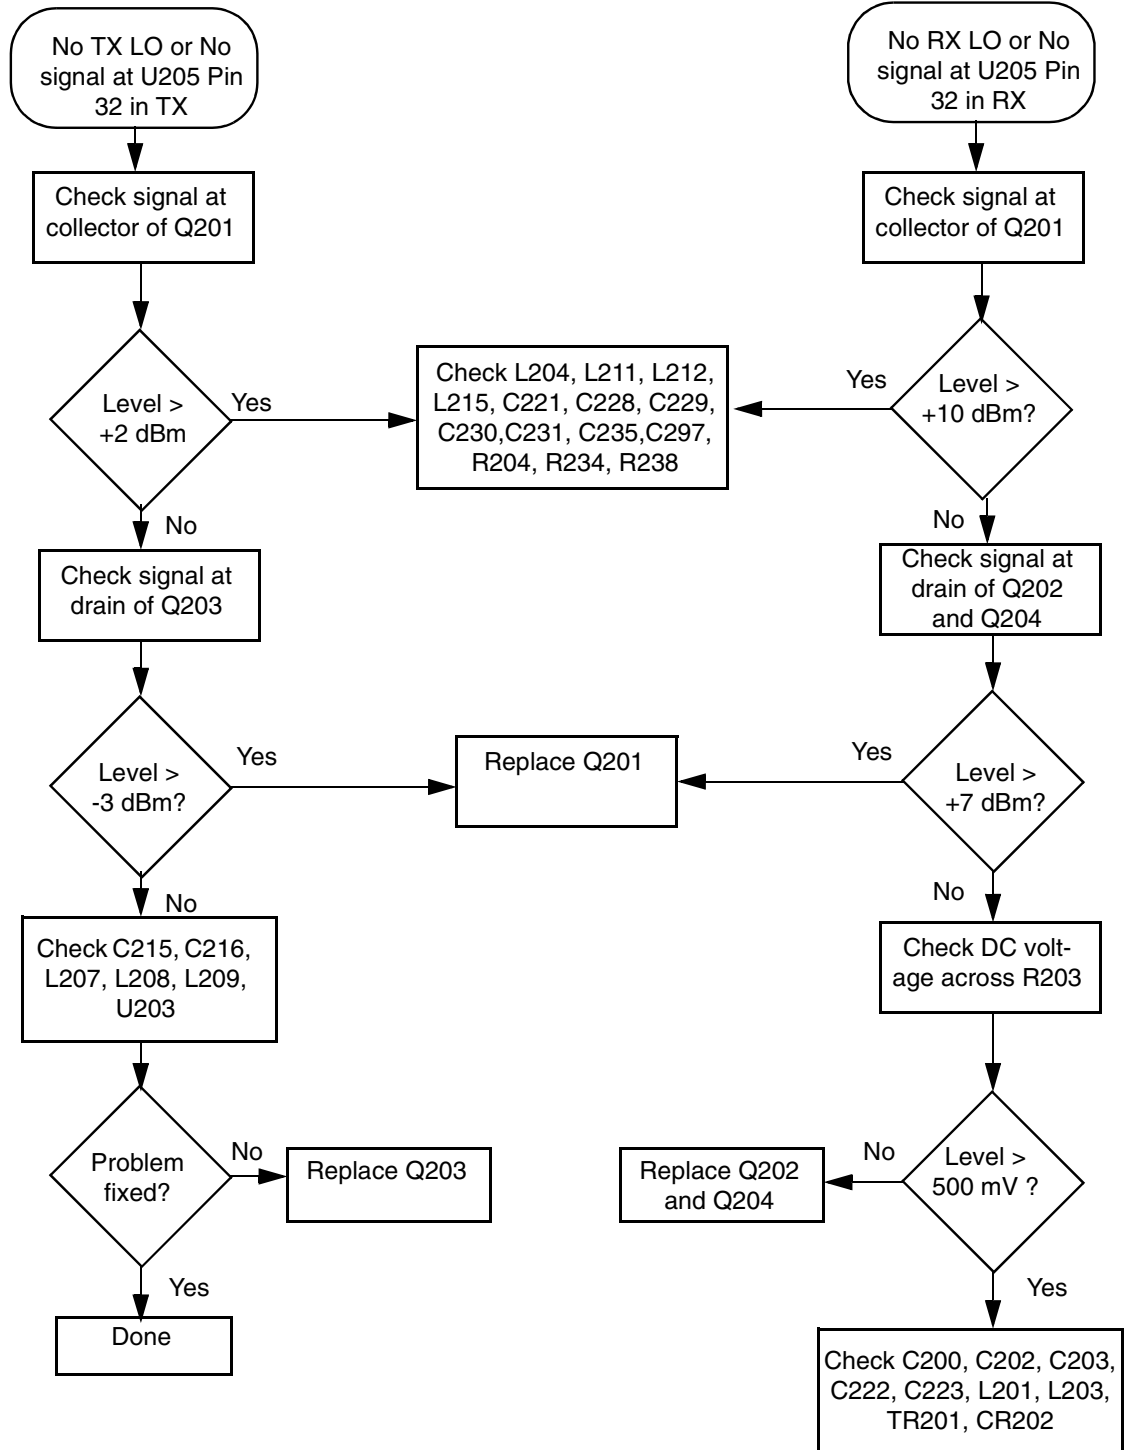 No TX LO or No
signal at U205 Pin
32 in TX
No RX LO or No
signal at U205 Pin
32 in RX
Check signal at
collector of Q201
Check signal at
collector of Q201
Level >
+2 dBm
Yes
Check L204, L211, L212,
L215, C221, C228, C229,
C230,C231, C235,C297,
R204, R234, R238
Yes
Level >
+10 dBm?
No
No
Check signal at
drain of Q203
Check signal at
drain of Q202
and Q204
Level >
-3 dBm?
Yes
Replace Q201
Yes
Level >
+7 dBm?
No
No
Check C215, C216,
L207, L208, L209,
U203
Check DC volt-
age across R203
Problem
fixed?
No
Replace Q203
Replace Q202
and Q204
No
Level >
500 mV ?
Yes
Yes
Done
Check C200, C202, C203,
C222, C223, L201, L203,
TR201, CR202